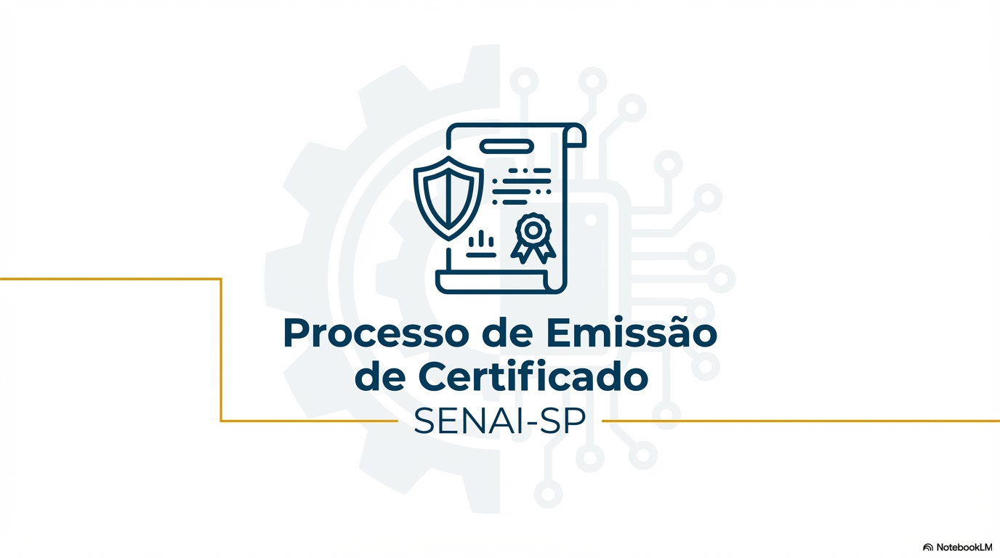 Processo de Emissão
de Certificado
SENAI-SP
NotebookLM